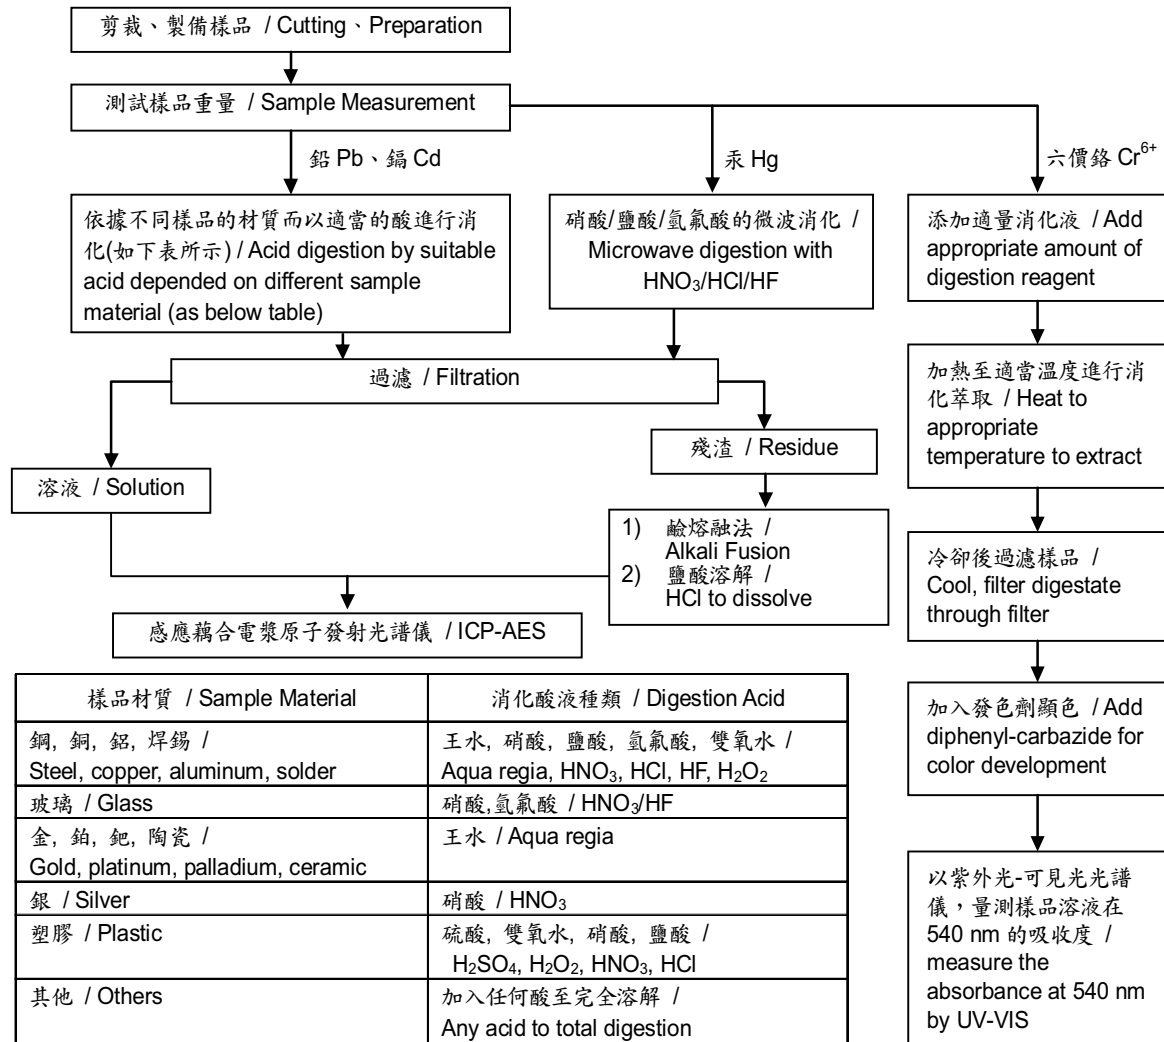 剪裁、製備樣品 / Cutting、Preparation
測試樣品重量 / Sample Measurement
鉛 Pb、鎘 Cd
汞 Hg
六價鉻 Cr6+
依據不同樣品的材質而以適當的酸進行消
化(如下表所示) / Acid digestion by suitable
acid depended on different sample
material (as below table)
硝酸/鹽酸/氫氟酸的微波消化 /
Microwave digestion with
HNO3/HCl/HF
添加適量消化液 / Add
appropriate amount of
digestion reagent
過濾 / Filtration
加熱至適當溫度進行消
化萃取 / Heat to
appropriate
temperature to extract
溶液 / Solution
殘渣 / Residue
1) 鹼熔融法 /
Alkali Fusion
2) 鹽酸溶解 /
HCl to dissolve
冷卻後過濾樣品 /
Cool, filter digestate
through filter
感應藕合電漿原子發射光譜儀 / ICP-AES
加入發色劑顯色 / Add
diphenyl-carbazide for
color development
以紫外光-可見光光譜
儀，量測樣品溶液在
540 nm 的吸收度 /
measure the
absorbance at 540 nm
by UV-VIS
樣品材質 / Sample Material
消化酸液種類 / Digestion Acid
鋼, 銅, 鋁, 焊錫 /
Steel, copper, aluminum, solder
王水, 硝酸, 鹽酸, 氫氟酸, 雙氧水 /
Aqua regia, HNO3, HCl, HF, H2O2
玻璃 / Glass
硝酸,氫氟酸 / HNO3/HF
金, 鉑, 鈀, 陶瓷 /
Gold, platinum, palladium, ceramic
王水 / Aqua regia
銀 / Silver
硝酸 / HNO3
塑膠 / Plastic
硫酸, 雙氧水, 硝酸, 鹽酸 /
H2SO4, H2O2, HNO3, HCl
其他 / Others
加入任何酸至完全溶解 /
Any acid to total digestion